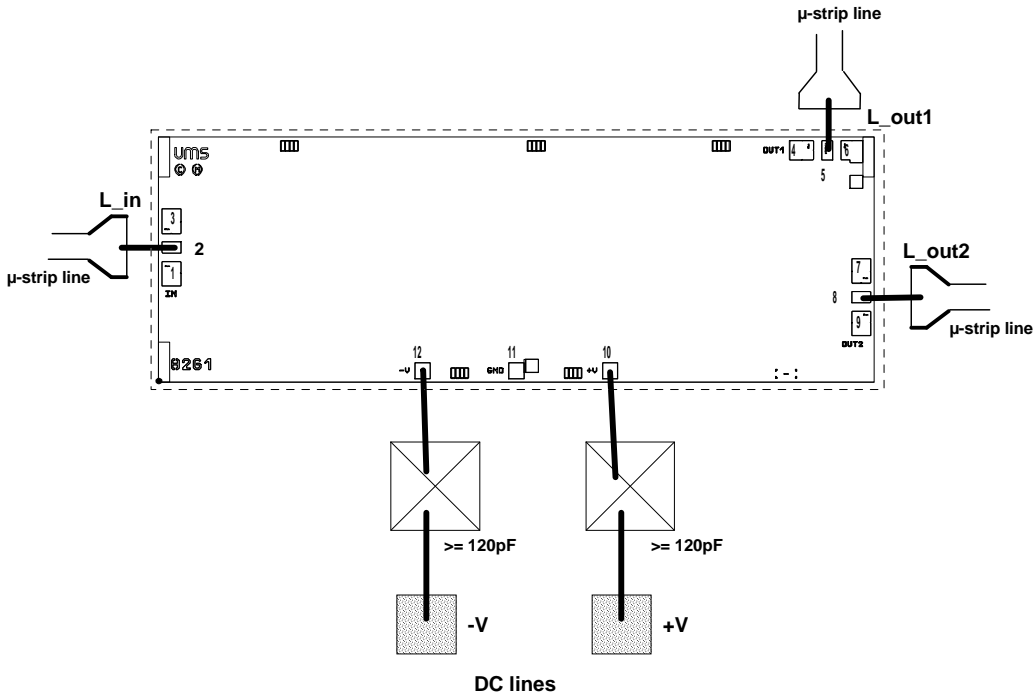 µ-strip line
L_out1
UMS
© M
OUT1
4
5
6
L_in
3
2
1
IN
µ-strip line
L_out2
7
8
9
OUT2
µ-strip line
8261
12
-V
11
GND
10
+V
>= 120pF
>= 120pF
-V
+V
DC lines